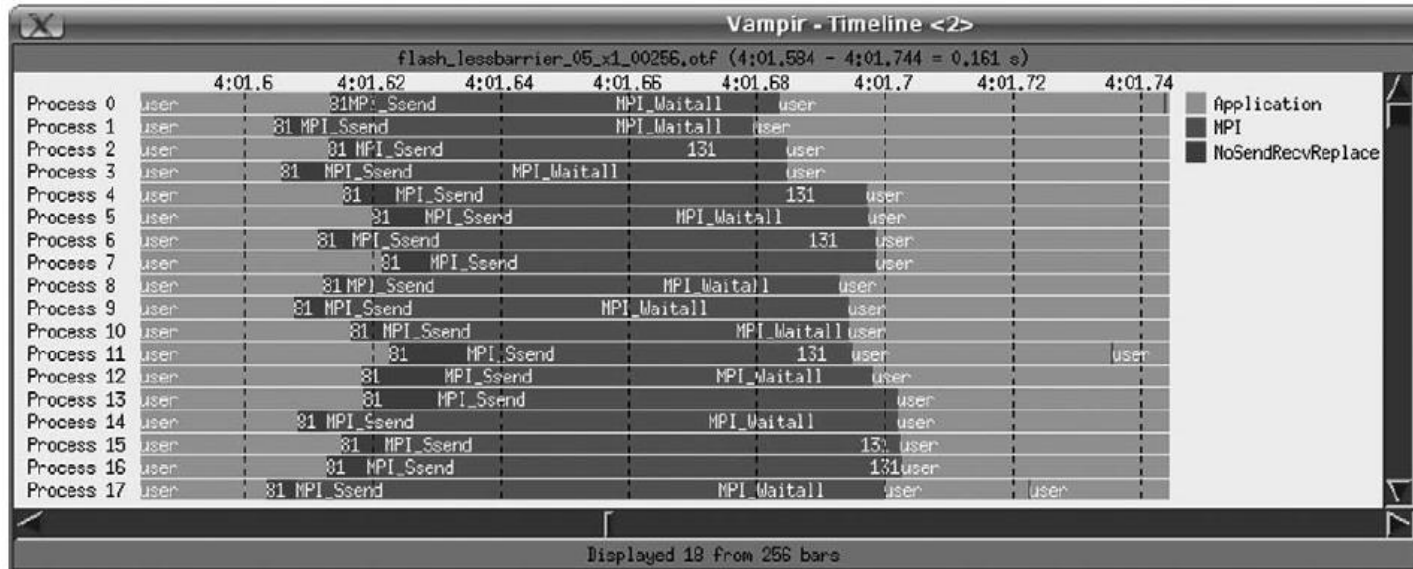 Vampir - Timeline <2>
flash_lessbarrier_05_x1_00256.otf (4:01.584 - 4:01.744 = 0.161 s)
4:01.6 4:01.62 4:01.64 4:01.66 4:01.68 4:01.7 4:01.72 4:01.74
Process 0 user 81 MPI_Ssend MPI_Waitall user
Process 1 user 81 MPI_Ssend MPI_Waitall user
Process 2 user 81 MPI_Ssend 131 user
Process 3 user 81 MPI_Ssend MPI_Waitall user
Process 4 user 81 MPI_Ssend 131 user
Process 5 user 81 MPI_Ssend MPI_Waitall user
Process 6 user 81 MPI_Ssend 131 user
Process 7 user 81 MPI_Ssend user
Process 8 user 81 MPI_Ssend MPI_Waitall user
Process 9 user 81 MPI_Ssend MPI_Waitall user
Process 10 user 81 MPI_Ssend MPI_Waitall user
Process 11 user 81 MPI_Ssend 131 user user
Process 12 user 81 MPI_Ssend MPI_Waitall user
Process 13 user 81 MPI_Ssend user
Process 14 user 81 MPI_Ssend MPI_Waitall user
Process 15 user 81 MPI_Ssend 131 user
Process 16 user 81 MPI_Ssend 131 user
Process 17 user 81 MPI_Ssend MPI_Waitall user user
Application
MPI
NoSendRecvReplace
Displayed 18 from 256 bars